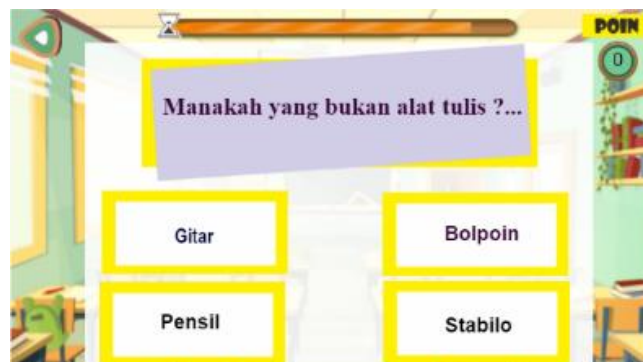 POIN
0
Manakah yang bukan alat tulis ?...
Gitar
Bolpoin
Pensil
Stabilo